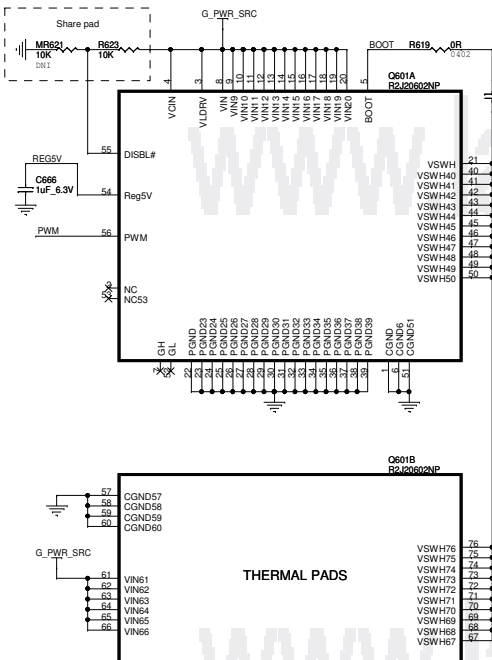 G_PWR_SRC
Share pad
MR621 R623
10K 10K
DNI
BOOT R619 0R
0402
Q601A
R2J20602NP
4 3 8 9 10 11 12 13 14 15 16 17 18 19 20 5
VCIN VLDRV VIN VIN9 VIN10 VIN11 VIN12 VIN13 VIN14 VIN15 VIN16 VIN17 VIN18 VIN19 VIN20 BOOT
55 DISBL#
REG5V
C666
1uF_6.3V
54 Reg5V
PWM 56 PWM
NC
NC53
VSWH 21
VSWH40 40
VSWH41 41
VSWH42 42
VSWH43 43
VSWH44 44
VSWH45 45
VSWH46 46
VSWH47 47
VSWH48 48
VSWH49 49
VSWH50 50
GH GL PGND PGND23 PGND24 PGND25 PGND26 PGND27 PGND28 PGND29 PGND30 PGND31 PGND32 PGND33 PGND34 PGND35 PGND36 PGND37 PGND38 PGND39 CGND CGND6 CGND51
22 23 24 25 26 27 28 29 30 31 32 33 34 35 36 37 38 39 1 6 51
Q601B
R2J20602NP
57 CGND57
58 CGND58
59 CGND59
60 CGND60
G_PWR_SRC
61 VIN61
62 VIN62
63 VIN63
64 VIN64
65 VIN65
66 VIN66
THERMAL PADS
VSWH76 76
VSWH75 75
VSWH74 74
VSWH73 73
VSWH72 72
VSWH71 71
VSWH70 70
VSWH69 69
VSWH68 68
VSWH67 67